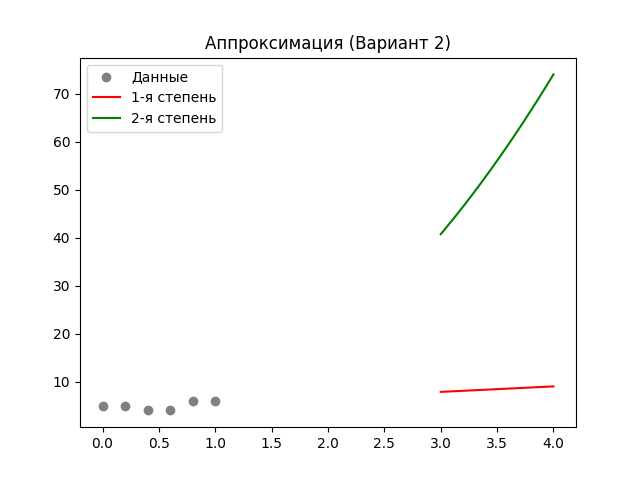 Аппроксимация (Вариант 2)
Данные
1-я степень
2-я степень
70
60
50
40
30
20
10
0.0 0.5 1.0 1.5 2.0 2.5 3.0 3.5 4.0